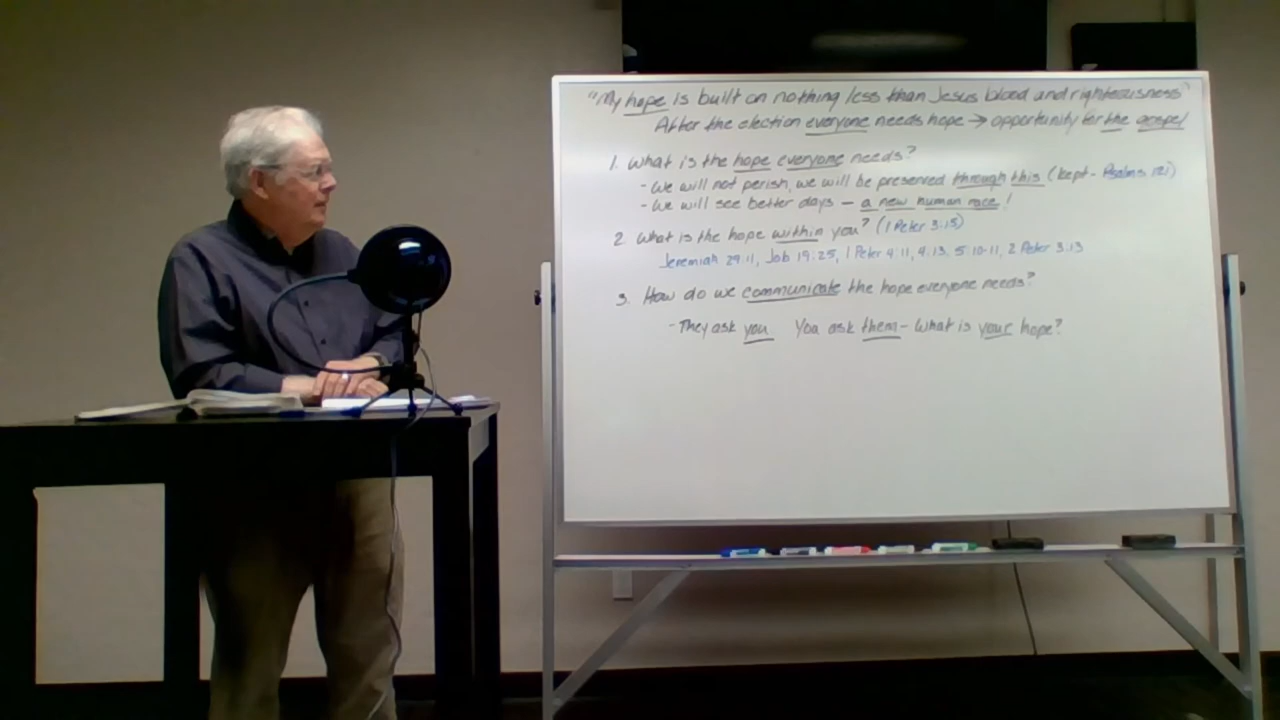 "My hope is built on nothing less than Jesus blood and righteousness"
After the election everyone needs hope → opportunity for the gospel
1. What is the hope everyone needs?
- We will not perish, we will be preserved through this (kept - Psalms 121)
- We will see better days — a new human race!
2. What is the hope within you? (1 Peter 3:15)
Jeremiah 29:11, Job 19:25, 1 Peter 4:11, 4:13, 5:10-11, 2 Peter 3:13
3. How do we communicate the hope everyone needs?
- They ask you You ask them - What is your hope?